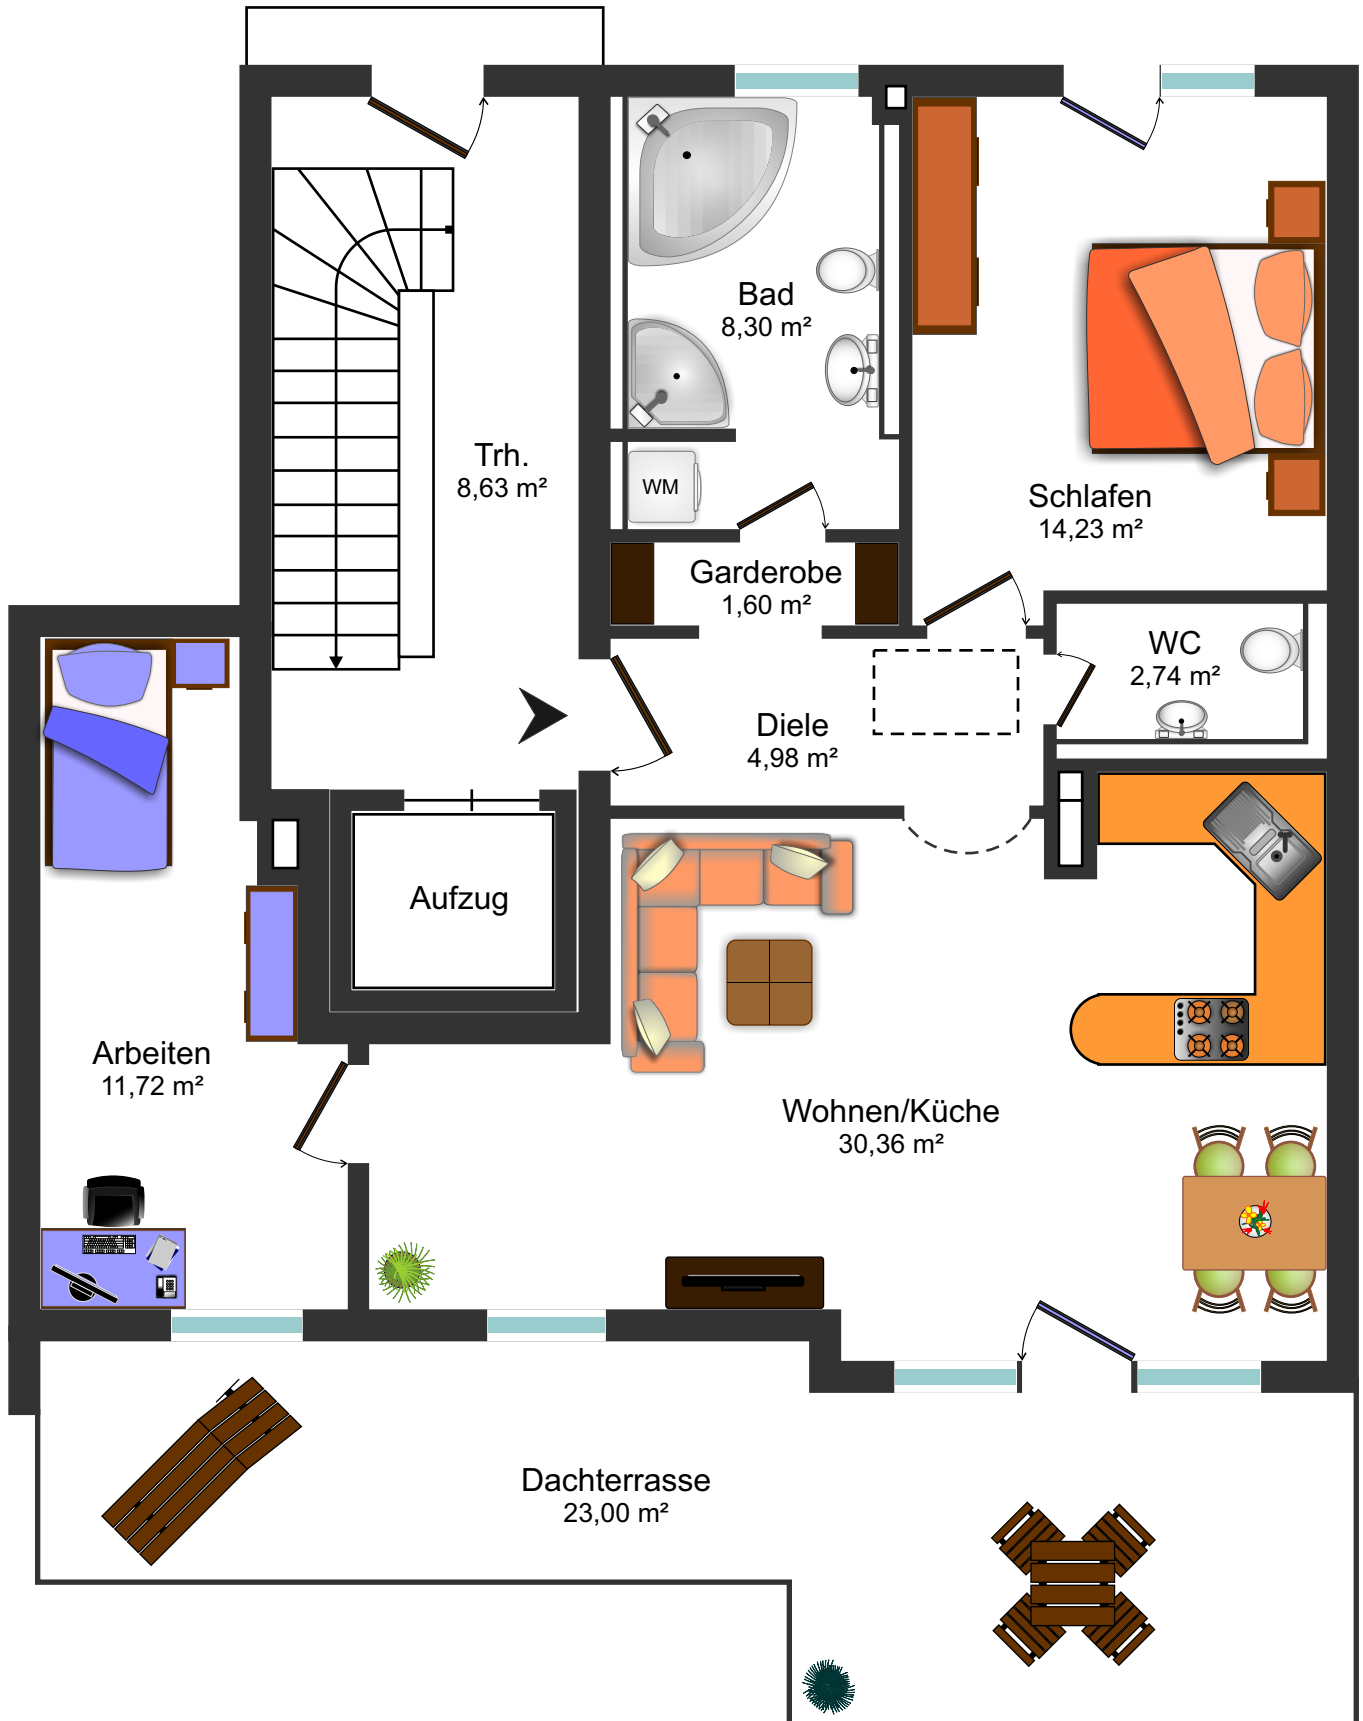 Bad
8,30 m²
Trh.
8,63 m²
WM
Schlafen
14,23 m²
Garderobe
1,60 m²
WC
2,74 m²
Diele
4,98 m²
Aufzug
Arbeiten
11,72 m²
Wohnen/Küche
30,36 m²
Dachterrasse
23,00 m²